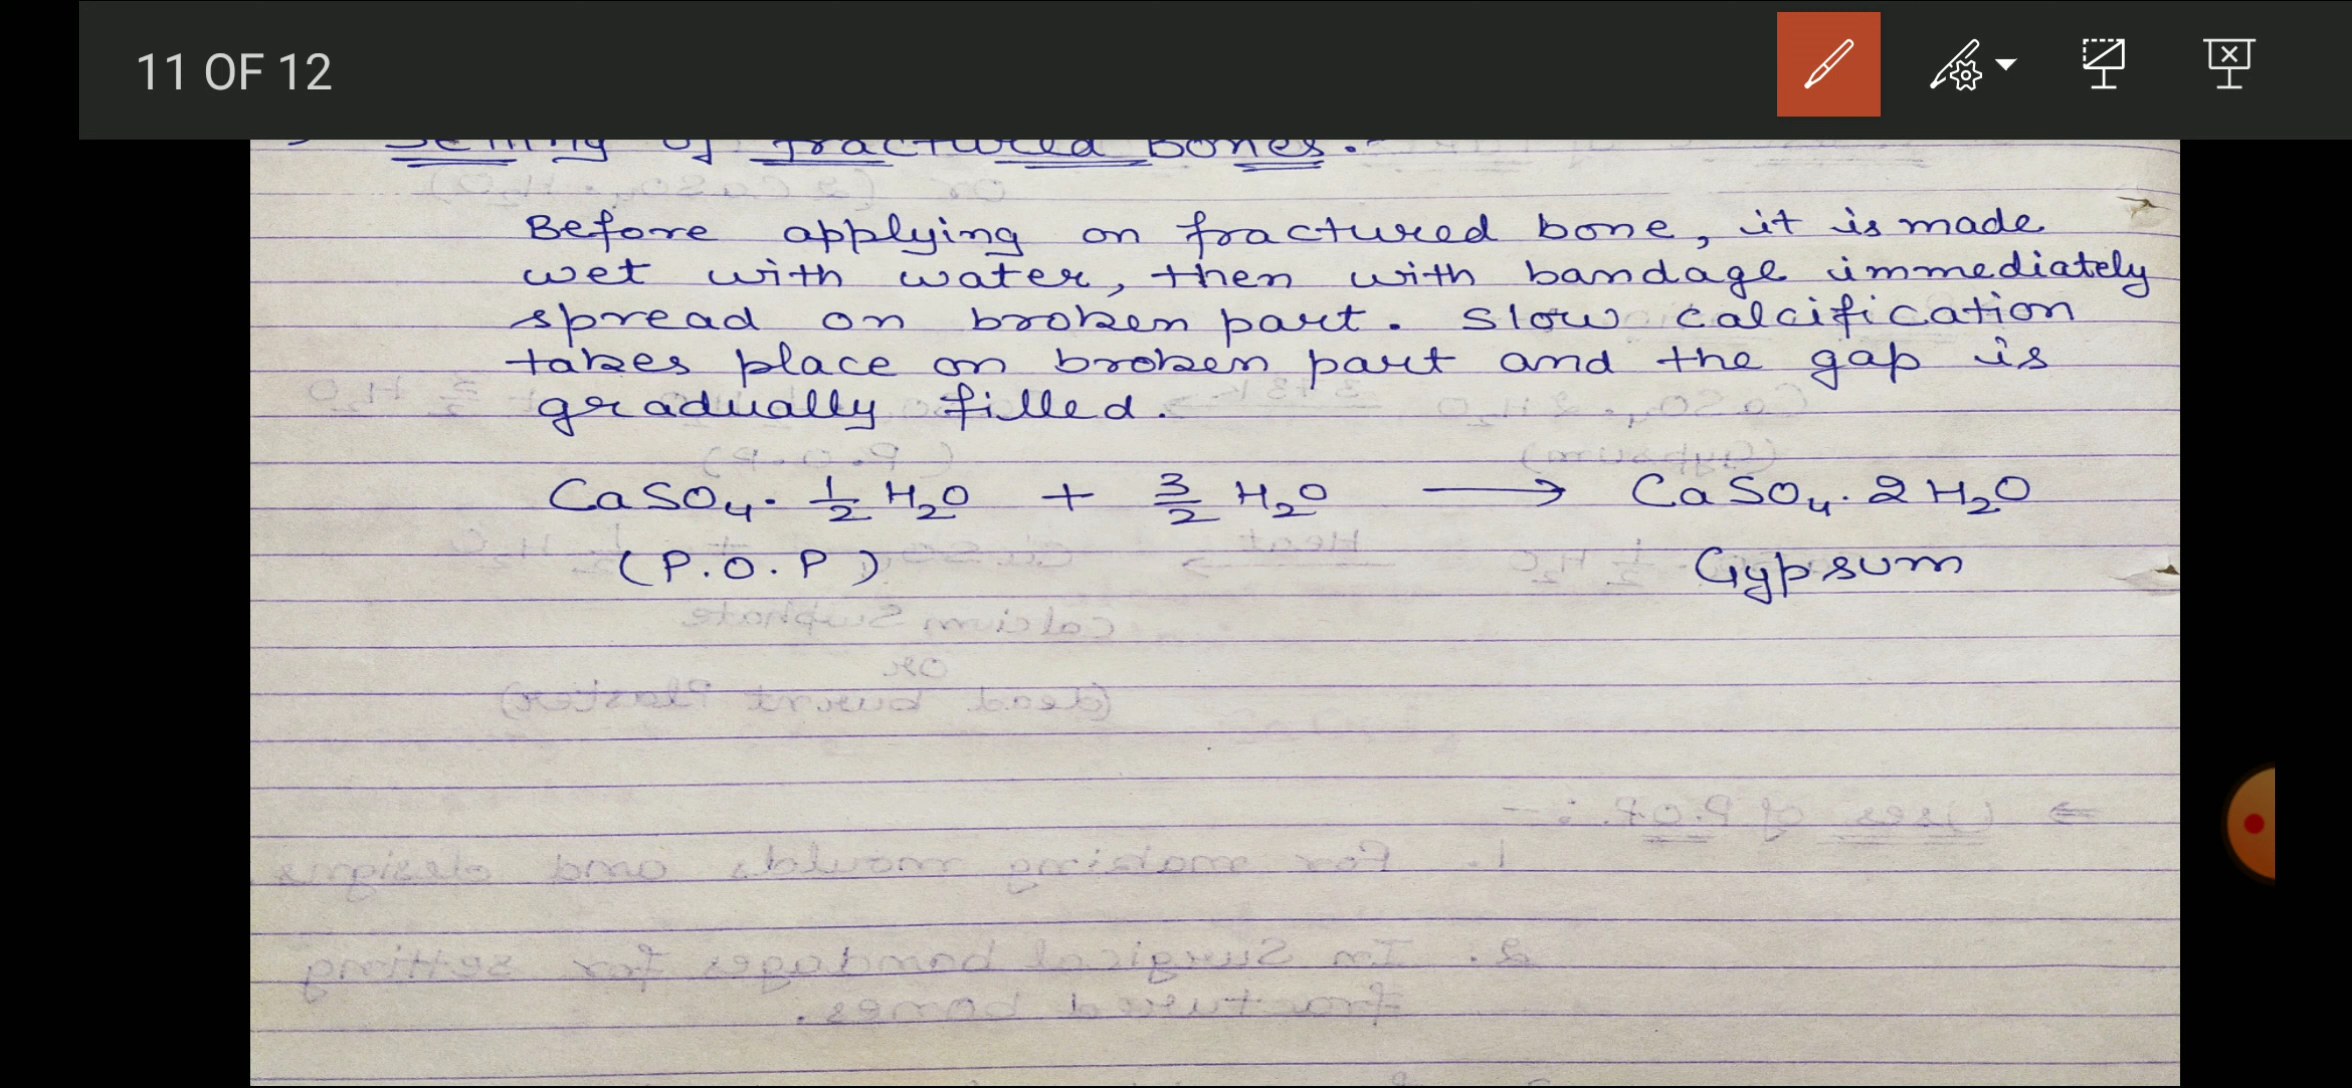 11 OF 12
Setting of fractured Bones:-
Before applying on fractured bone, it is made
wet with water, then with bandage immediately
spread on broken part. Slow calcification
takes place on broken part and the gap is
gradually filled.
CaSO₄. 1/2 H₂O + 3/2 H₂O ⟶ CaSO₄. 2H₂O
(P.O.P) Gypsum